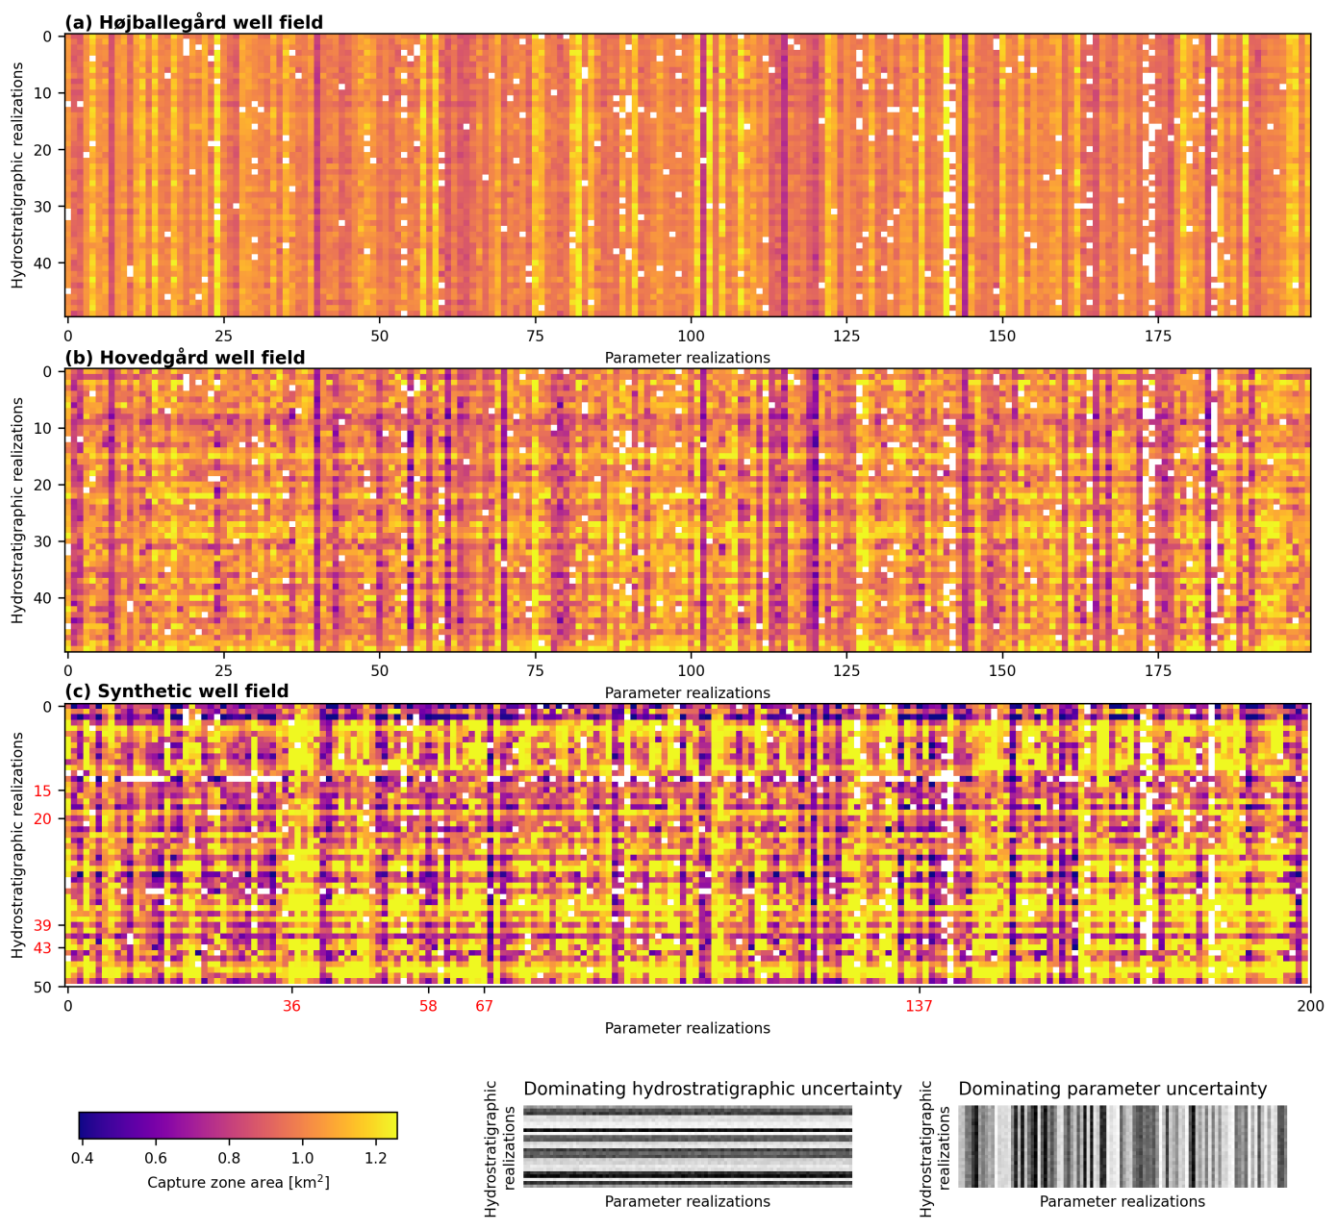 (a) Højballegård well field
Hydrostratigraphic realizations
0
10
20
30
40
0 25 50 75 100 125 150 175
Parameter realizations
(b) Hovedgård well field
Hydrostratigraphic realizations
0
10
20
30
40
0 25 50 75 100 125 150 175
Parameter realizations
(c) Synthetic well field
Hydrostratigraphic realizations
0
15
20
39
43
50
0 36 58 67 137 200
Parameter realizations
0.4 0.6 0.8 1.0 1.2
Capture zone area [km²]
Dominating hydrostratigraphic uncertainty
Hydrostratigraphic
realizations
Parameter realizations
Dominating parameter uncertainty
Hydrostratigraphic
realizations
Parameter realizations